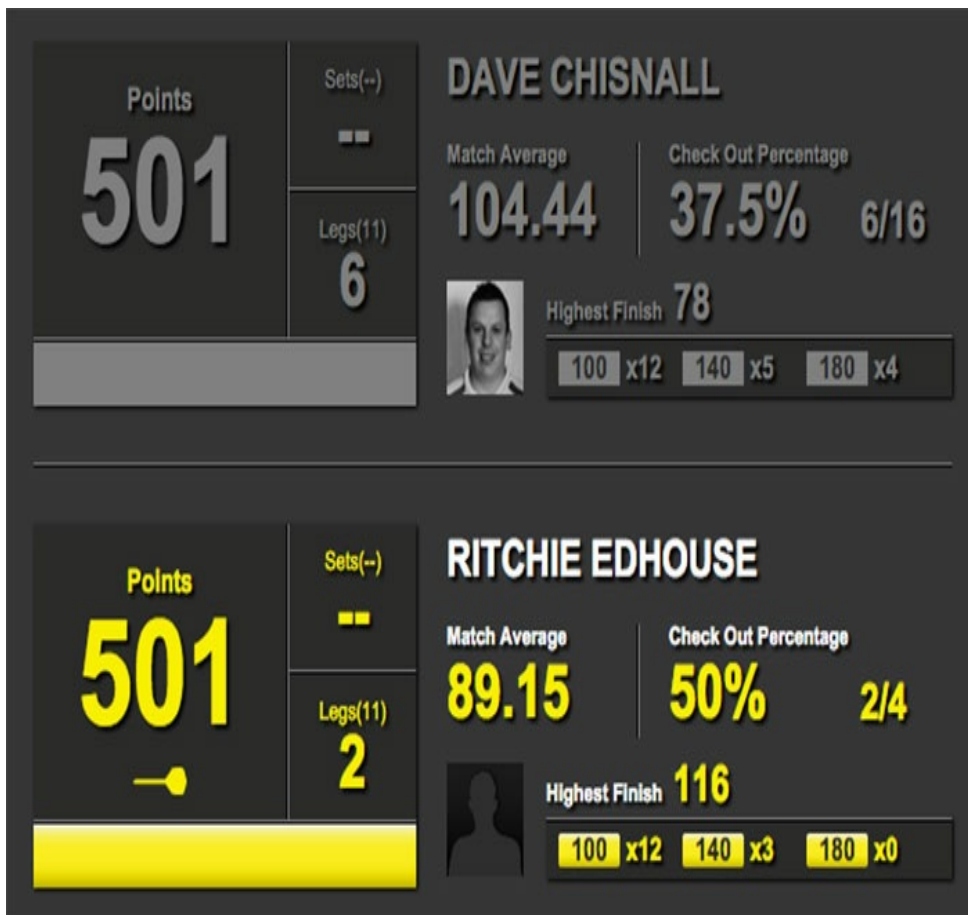 DAVE CHISNALL
Points
501
Sets(--)
--
Legs(11)
6
Match Average
104.44
Check Out Percentage
37.5% 6/16
Highest Finish 78
100 x12 140 x5 180 x4
RITCHIE EDHOUSE
Points
501
Sets(--)
--
Legs(11)
2
Match Average
89.15
Check Out Percentage
50% 2/4
Highest Finish 116
100 x12 140 x3 180 x0